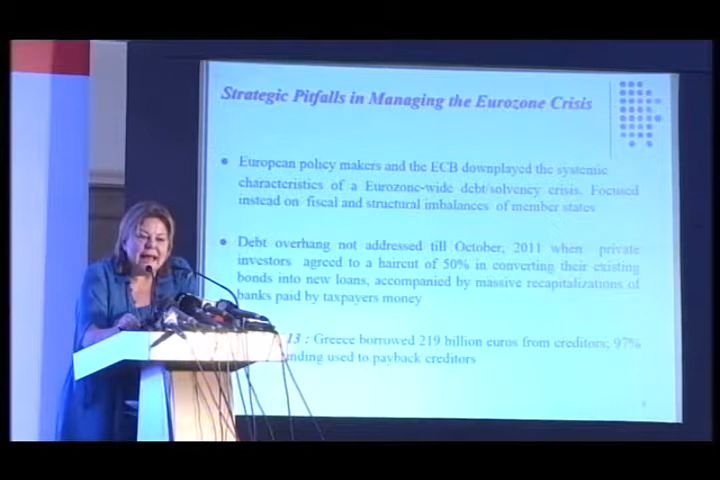 Strategic Pitfalls in Managing the Eurozone Crisis
• European policy makers and the ECB downplayed the systemic
characteristics of a Eurozone-wide debt/solvency crisis. Focused
instead on fiscal and structural imbalances of member states
• Debt overhang not addressed till October, 2011 when private
investors agreed to a haircut of 50% in converting their existing
bonds into new loans, accompanied by massive recapitalizations of
banks paid by taxpayers money
13 : Greece borrowed 219 billion euros from creditors; 97%
nding used to payback creditors